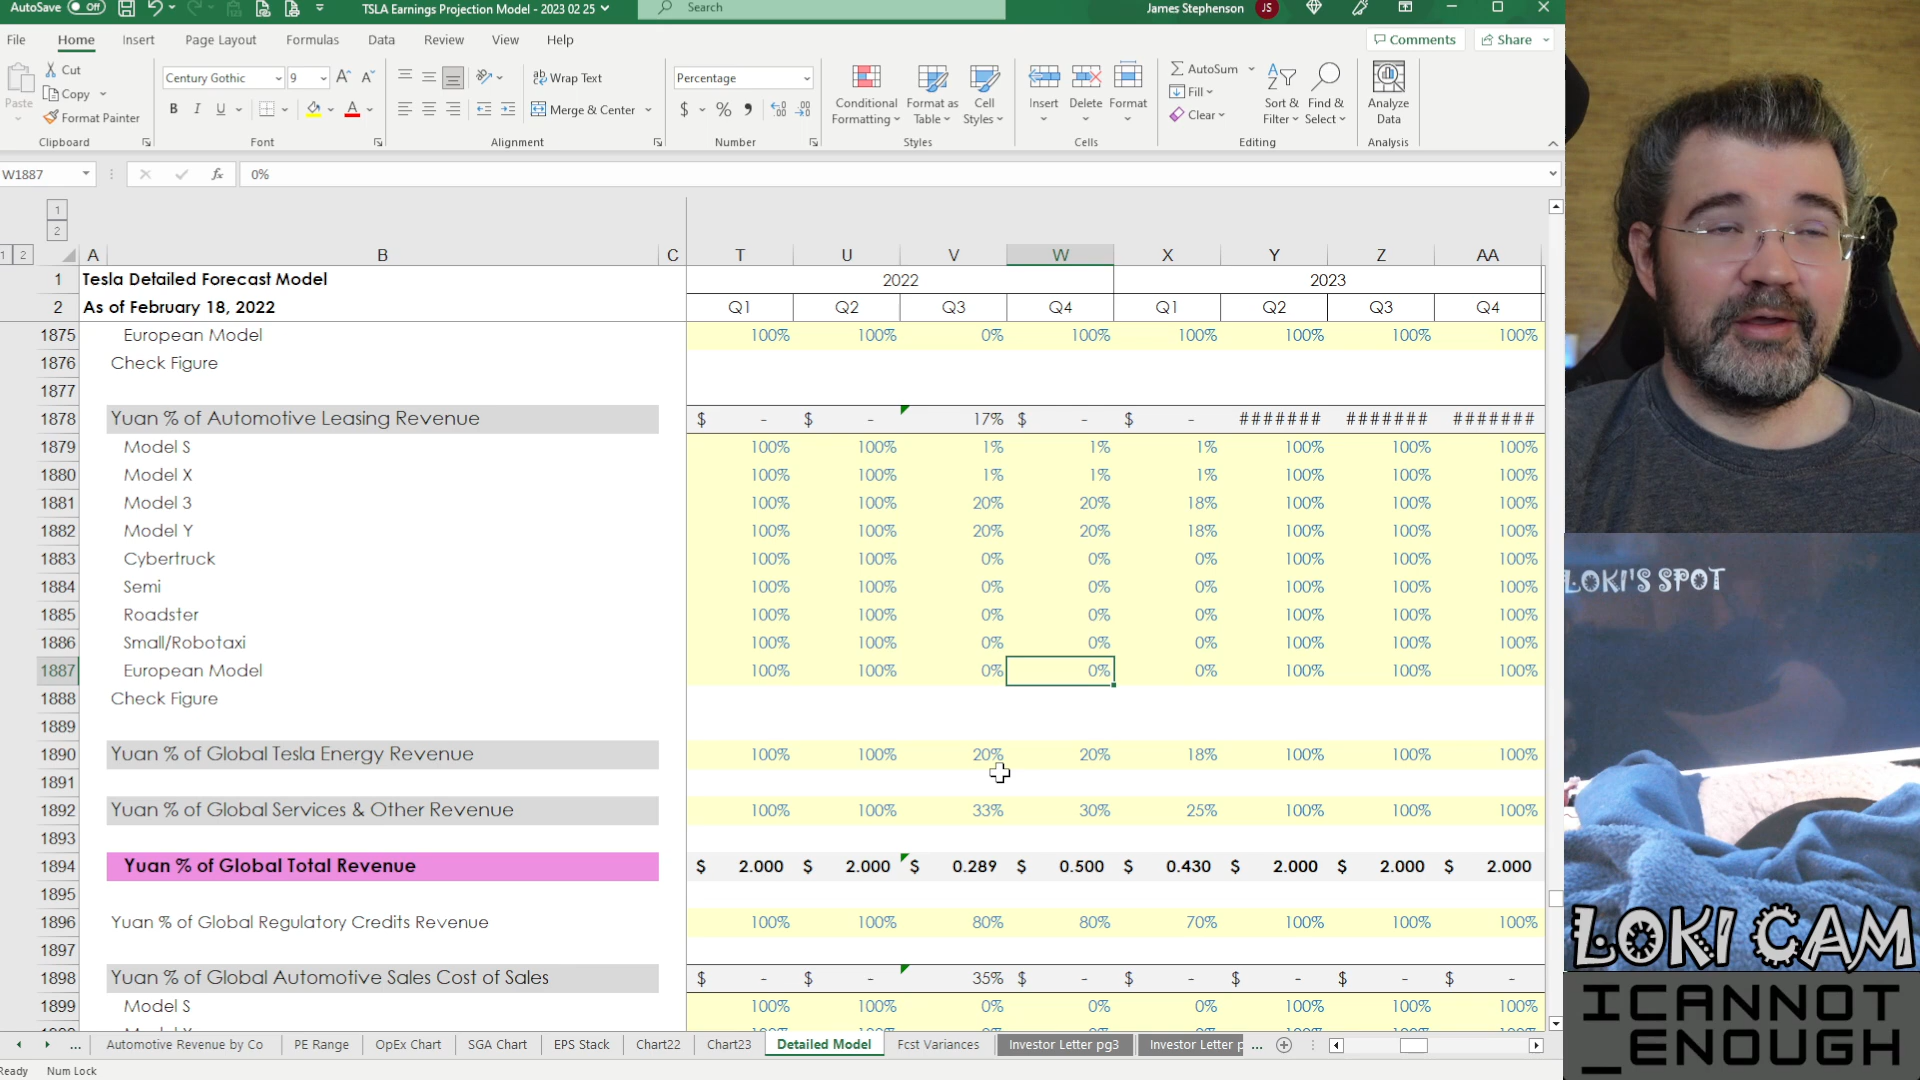 AutoSave Off TSLA Earnings Projection Model - 2023 02 25 Search James Stephenson JS
File Home Insert Page Layout Formulas Data Review View Help Comments Share
Paste Cut Copy Format Painter Clipboard
Century Gothic 9 B I U A Font
Wrap Text Merge & Center Alignment
Percentage $ % Number
Conditional Formatting Format as Table Cell Styles Styles
Insert Delete Format Cells
AutoSum Fill Clear Sort & Filter Find & Select Editing
Analyze Data Analysis
W1887 fx 0%
1
2
1 2 A B C T U V W X Y Z AA
1 Tesla Detailed Forecast Model 2022 2023
2 As of February 18, 2022 Q1 Q2 Q3 Q4 Q1 Q2 Q3 Q4
1875 European Model 100% 100% 0% 100% 100% 100% 100% 100%
1876 Check Figure
1877
1878 Yuan % of Automotive Leasing Revenue $ - $ - 17% $ - $ - ####### ####### #######
1879 Model S 100% 100% 1% 1% 1% 100% 100% 100%
1880 Model X 100% 100% 1% 1% 1% 100% 100% 100%
1881 Model 3 100% 100% 20% 20% 18% 100% 100% 100%
1882 Model Y 100% 100% 20% 20% 18% 100% 100% 100%
1883 Cybertruck 100% 100% 0% 0% 0% 100% 100% 100%
1884 Semi 100% 100% 0% 0% 0% 100% 100% 100%
1885 Roadster 100% 100% 0% 0% 0% 100% 100% 100%
1886 Small/Robotaxi 100% 100% 0% 0% 0% 100% 100% 100%
1887 European Model 100% 100% 0% 0% 0% 100% 100% 100%
1888 Check Figure
1889
1890 Yuan % of Global Tesla Energy Revenue 100% 100% 20% 20% 18% 100% 100% 100%
1891
1892 Yuan % of Global Services & Other Revenue 100% 100% 33% 30% 25% 100% 100% 100%
1893
1894 Yuan % of Global Total Revenue $ 2.000 $ 2.000 $ 0.289 $ 0.500 $ 0.430 $ 2.000 $ 2.000 $ 2.000
1895
1896 Yuan % of Global Regulatory Credits Revenue 100% 100% 80% 80% 70% 100% 100% 100%
1897
1898 Yuan % of Global Automotive Sales Cost of Sales $ - $ - 35% $ - $ - $ - $ - $ -
1899 Model S 100% 100% 0% 0% 0% 100% 100% 100%
... Automotive Revenue by Co PE Range OpEx Chart SGA Chart EPS Stack Chart22 Chart23 Detailed Model Fcst Variances Investor Letter pg3 Investor Letter p ...
Ready Num Lock
LOKI'S SPOT
LOKI CAM
ICANNOT
_ENOUGH